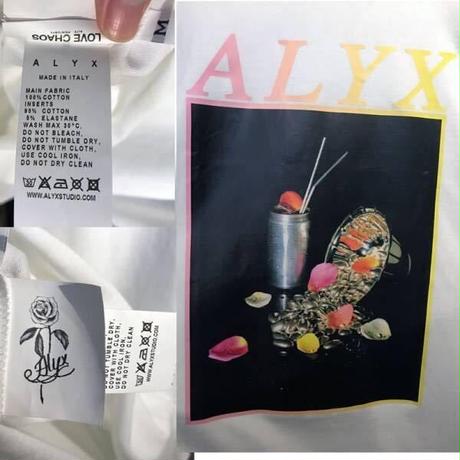 LOVE CHAOS
M
A L Y X
MADE IN ITALY
MAIN FABRIC
100%COTTON
INSERTS
95% COTTON
5% ELASTANE
WASH MAX 30°C,
DO NOT BLEACH,
DO NOT TUMBLE DRY,
COVER WITH CLOTH,
USE COOL IRON,
DO NOT DRY CLEAN
WWW.ALYXSTUDIO.COM
ALYX
Alyx
DO NOT TUMBLE DRY,
COVER WITH CLOTH,
USE COOL IRON,
DO NOT DRY CLEAN
WWW.ALYXSTUDIO.COM